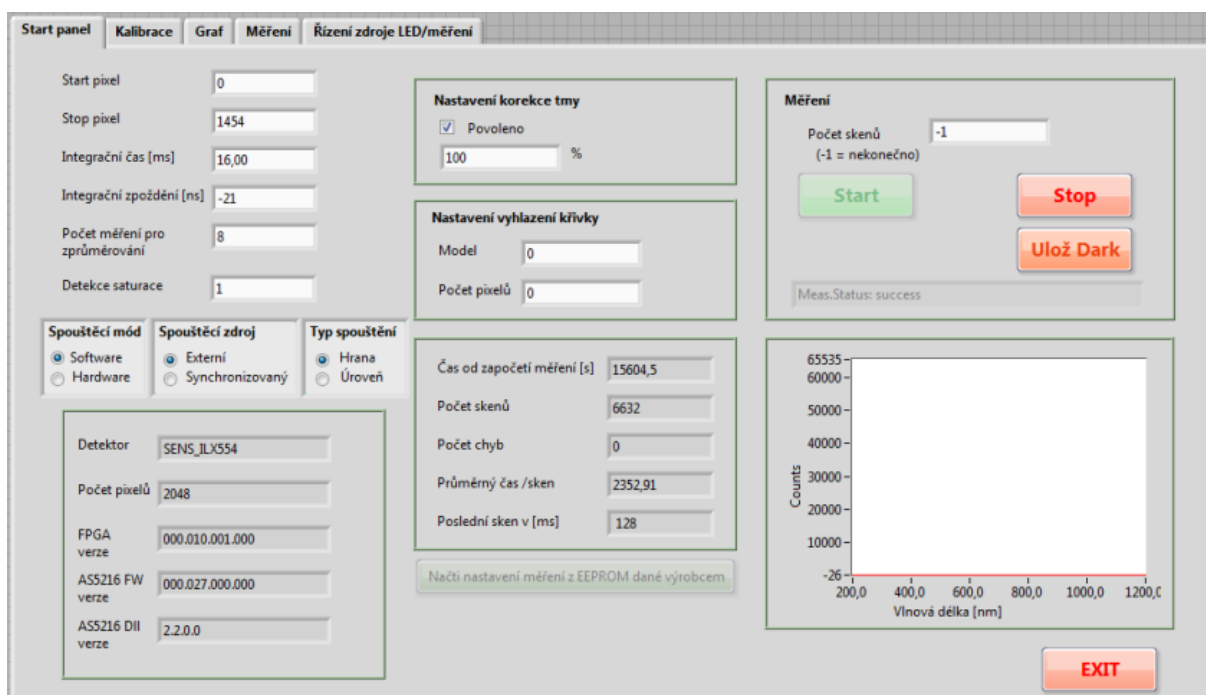 Start panel
Kalibrace
Graf
Měření
Řízení zdroje LED/měření
Start pixel
0
Stop pixel
1454
Integrační čas [ms]
16,00
Integrační zpoždění [ns]
-21
Počet měření pro
zprůměrování
8
Detekce saturace
1
Spouštěcí mód
Software
Hardware
Spouštěcí zdroj
Externí
Synchronizovaný
Typ spouštění
Hrana
Úroveň
Detektor
SENS_ILX554
Počet pixelů
2048
FPGA
verze
000.010.001.000
AS5216 FW
verze
000.027.000.000
AS5216 Dll
verze
2.2.0.0
Nastavení korekce tmy
Povoleno
100
%
Nastavení vyhlazení křivky
Model
0
Počet pixelů
0
Čas od započetí měření [s]
15604,5
Počet skenů
6632
Počet chyb
0
Průměrný čas /sken
2352,91
Poslední sken v [ms]
128
Načti nastavení měření z EEPROM dané výrobcem
Měření
Počet skenů
(-1 = nekonečno)
-1
Start
Stop
Ulož Dark
Meas.Status: success
65535
60000
50000
40000
30000
20000
10000
-26
Counts
200,0
400,0
600,0
800,0
1000,0
1200,0
Vlnová délka [nm]
EXIT